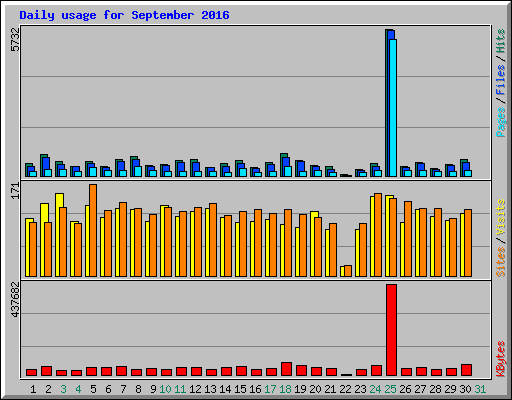 Daily usage for September 2016
5732
Pages / Files / Hits
171
Sites / Visits
437682
KBytes
1 2 3 4 5 6 7 8 9 10 11 12 13 14 15 16 17 18 19 20 21 22 23 24 25 26 27 28 29 30 31